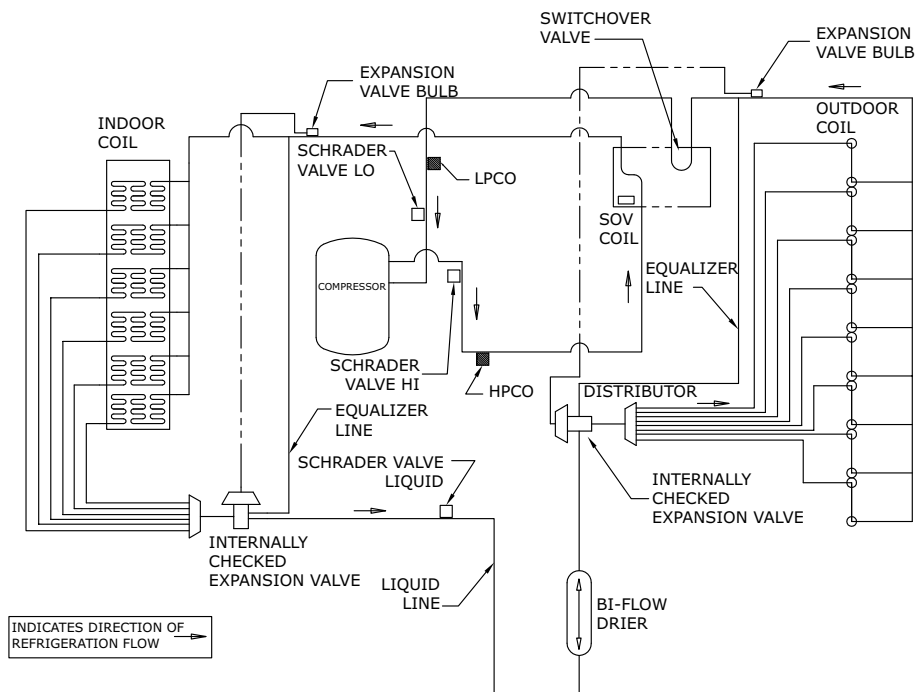 SWITCHOVER
VALVE
EXPANSION
VALVE BULB
EXPANSION
VALVE BULB
OUTDOOR
COIL
INDOOR
COIL
SCHRADER
VALVE LO
LPCO
SOV
COIL
EQUALIZER
LINE
COMPRESSOR
SCHRADER
VALVE HI
HPCO
DISTRIBUTOR
EQUALIZER
LINE
SCHRADER VALVE
LIQUID
INTERNALLY
CHECKED
EXPANSION VALVE
INTERNALLY
CHECKED
EXPANSION VALVE
LIQUID
LINE
BI-FLOW
DRIER
INDICATES DIRECTION OF
REFRIGERATION FLOW